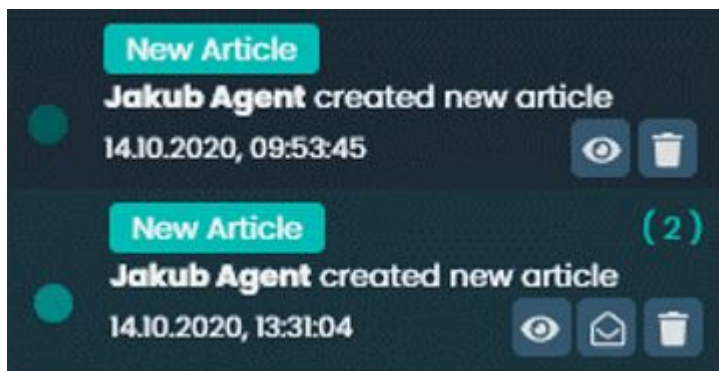 New Article
Jakub Agent created new article
14.10.2020, 09:53:45
New Article
(2)
Jakub Agent created new article
14.10.2020, 13:31:04